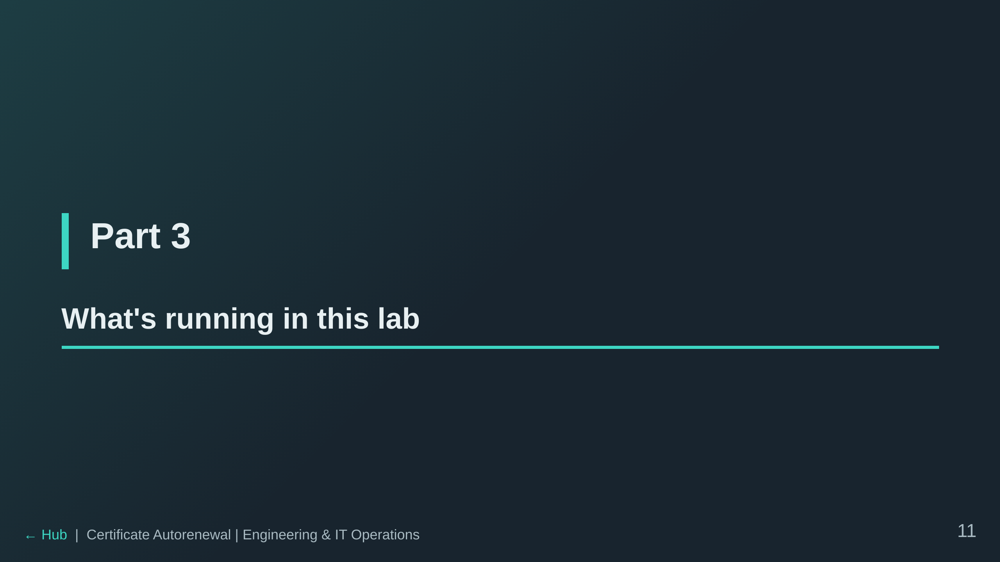 Part 3
What's running in this lab
← Hub | Certificate Autorenewal | Engineering & IT Operations
11